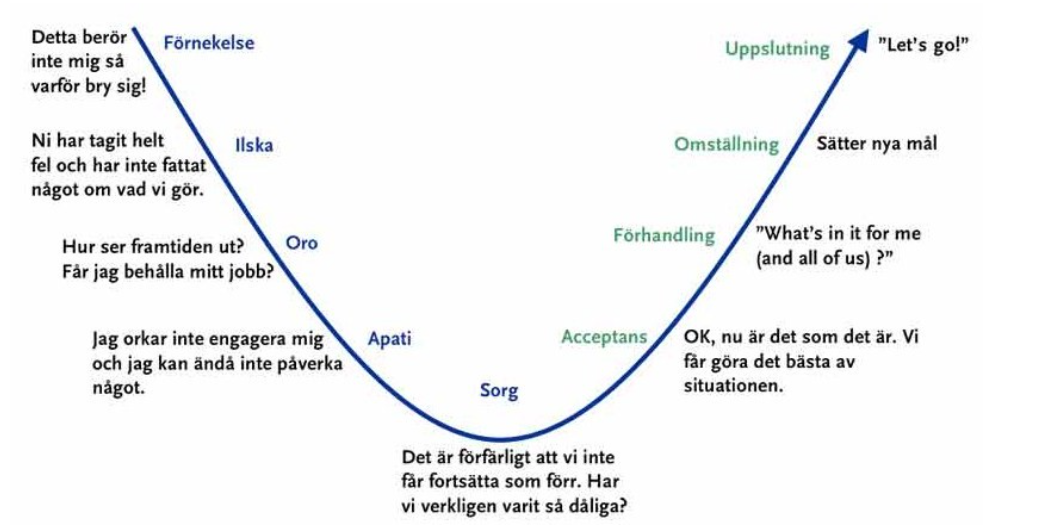 Detta berör
inte mig så
varför bry sig!
Förnekelse
Ni har tagit helt
fel och har inte fattat
något om vad vi gör.
Ilska
Hur ser framtiden ut?
Får jag behålla mitt jobb?
Oro
Jag orkar inte engagera mig
och jag kan ändå inte påverka
något.
Apati
Sorg
Det är förfärligt att vi inte
får fortsätta som förr. Har
vi verkligen varit så dåliga?
Acceptans
OK, nu är det som det är. Vi
får göra det bästa av
situationen.
Förhandling
”What's in it for me
(and all of us) ?”
Omställning
Sätter nya mål
Uppslutning
”Let's go!”